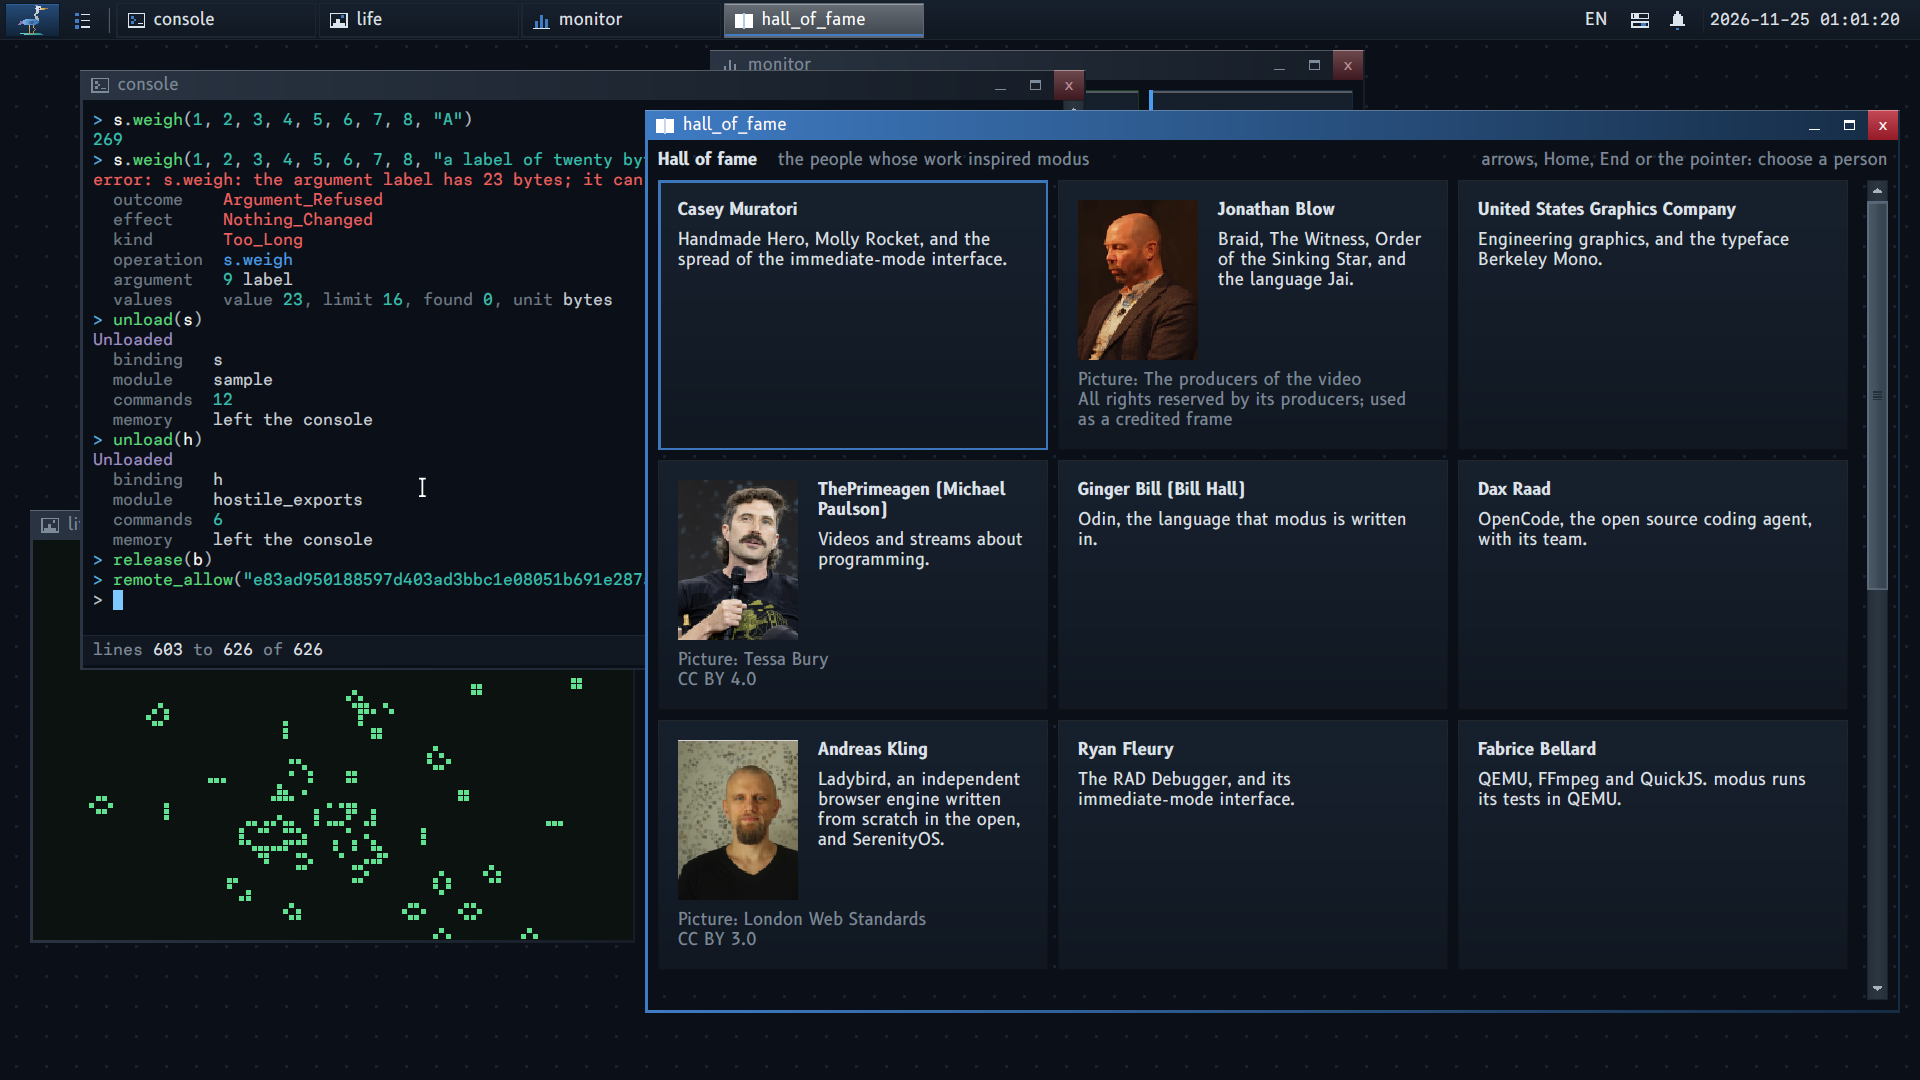 console
life
monitor
hall_of_fame
EN
2026-11-25 01:01:20
monitor
console
> s.weigh(1, 2, 3, 4, 5, 6, 7, 8, "A")
269
> s.weigh(1, 2, 3, 4, 5, 6, 7, 8, "a label of twenty by
error: s.weigh: the argument label has 23 bytes; it can
outcome Argument_Refused
effect Nothing_Changed
kind Too_Long
operation s.weigh
argument 9 label
values value 23, limit 16, found 0, unit bytes
> unload(s)
Unloaded
binding s
module sample
commands 12
memory left the console
> unload(h)
Unloaded
binding h
module hostile_exports
commands 6
memory left the console
> release(b)
> remote_allow("e83ad950188597d403ad3bbc1e08051b691e287
>
lines 603 to 626 of 626
li
hall_of_fame
Hall of fame the people whose work inspired modus
arrows, Home, End or the pointer: choose a person
Casey Muratori
Handmade Hero, Molly Rocket, and the
spread of the immediate-mode interface.
Jonathan Blow
Braid, The Witness, Order
of the Sinking Star, and
the language Jai.
Picture: The producers of the video
All rights reserved by its producers; used
as a credited frame
United States Graphics Company
Engineering graphics, and the typeface
Berkeley Mono.
ThePrimeagen (Michael
Paulson)
Videos and streams about
programming.
Picture: Tessa Bury
CC BY 4.0
Ginger Bill (Bill Hall)
Odin, the language that modus is written
in.
Dax Raad
OpenCode, the open source coding agent,
with its team.
Andreas Kling
Ladybird, an independent
browser engine written
from scratch in the open,
and SerenityOS.
Picture: London Web Standards
CC BY 3.0
Ryan Fleury
The RAD Debugger, and its
immediate-mode interface.
Fabrice Bellard
QEMU, FFmpeg and QuickJS. modus runs
its tests in QEMU.